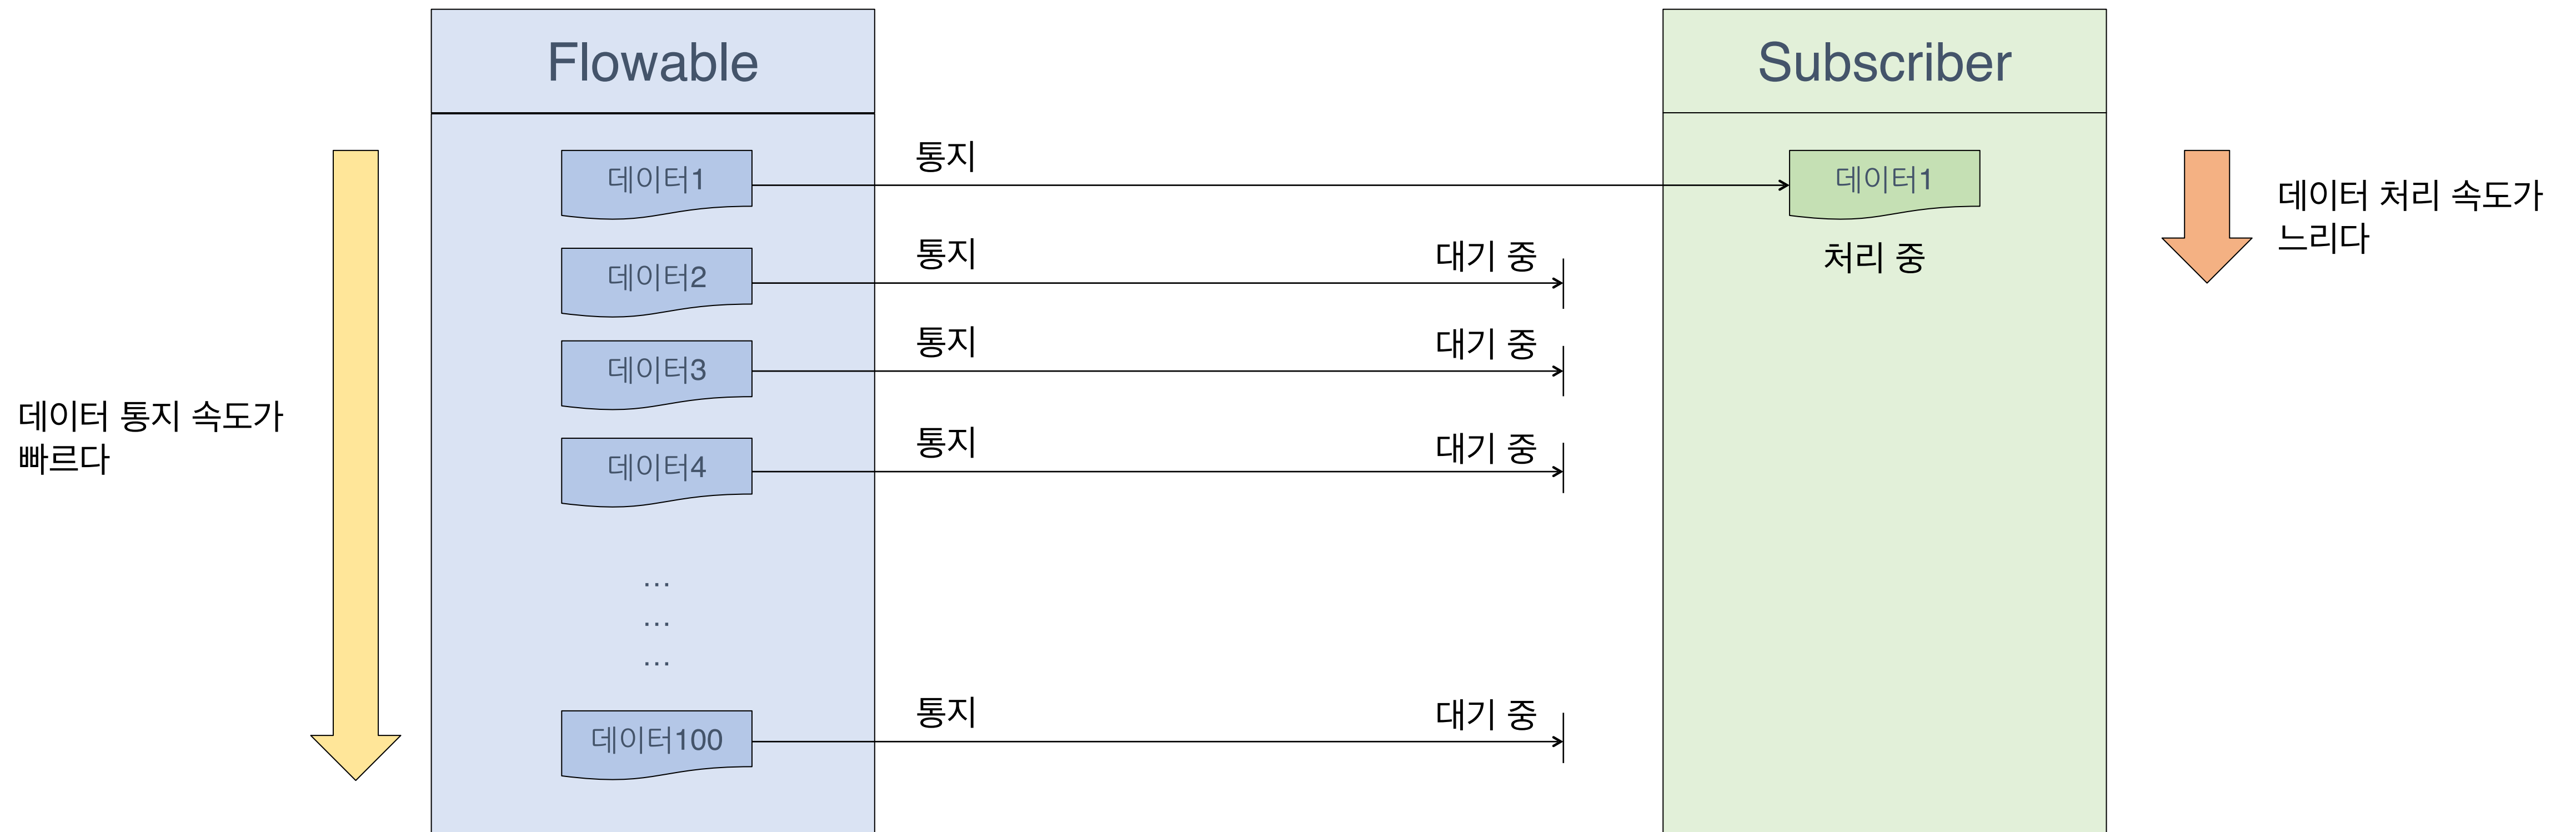 Flowable
Subscriber
데이터1
통지
데이터1
데이터 처리 속도가
느리다
데이터2
통지
대기 중
처리 중
데이터3
통지
대기 중
데이터 통지 속도가
빠르다
데이터4
통지
대기 중
...
...
...
데이터100
통지
대기 중